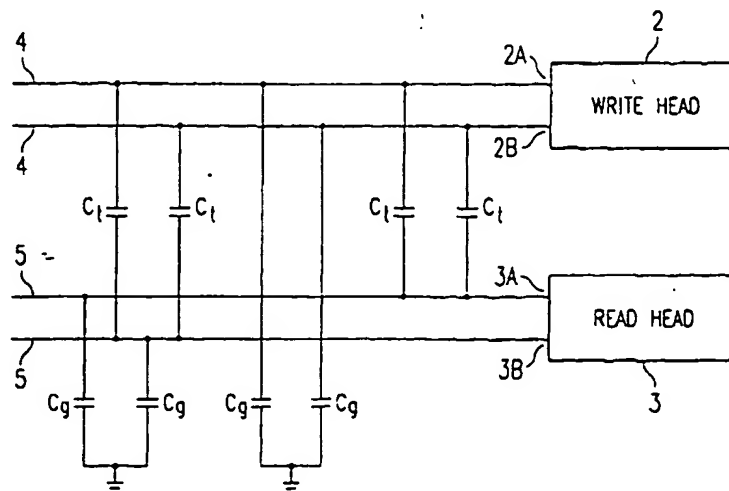 4
2A
2
WRITE HEAD
4
2B
Ct Ct Ct Ct
5
3A
READ HEAD
5
3B
3
Cg Cg Cg Cg